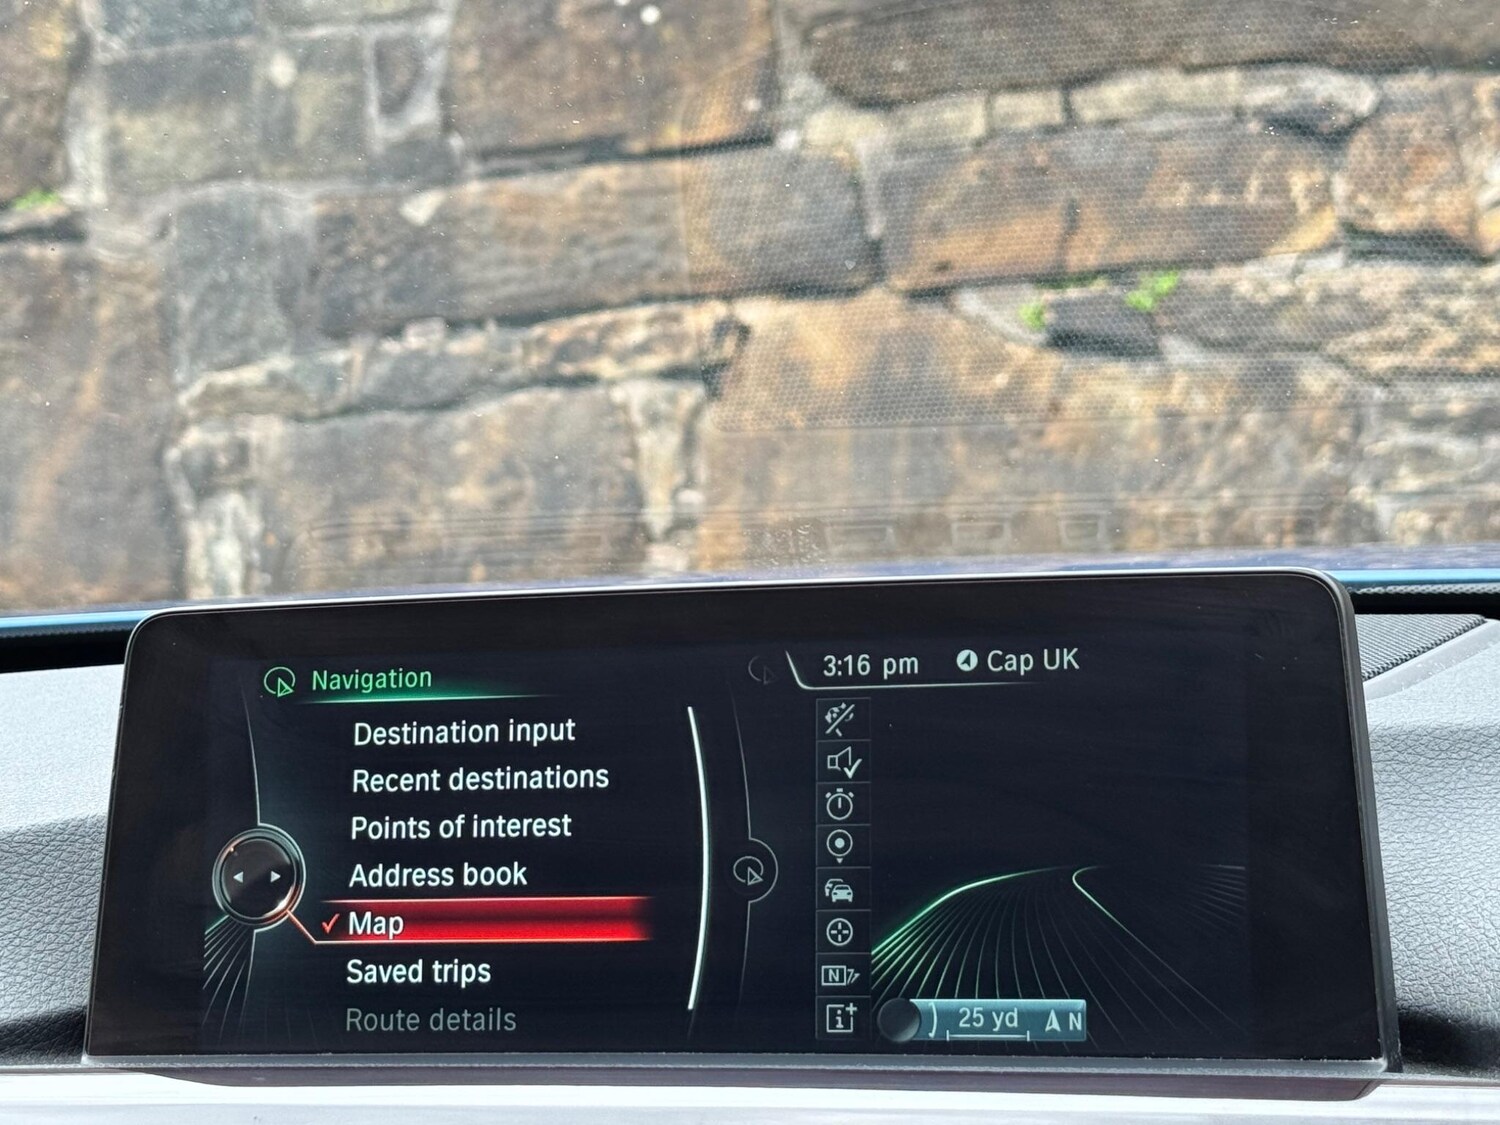 Navigation
Destination input
Recent destinations
Points of interest
Address book
Map
Saved trips
Route details
3:16 pm Cap UK
N
i+
25 yd N